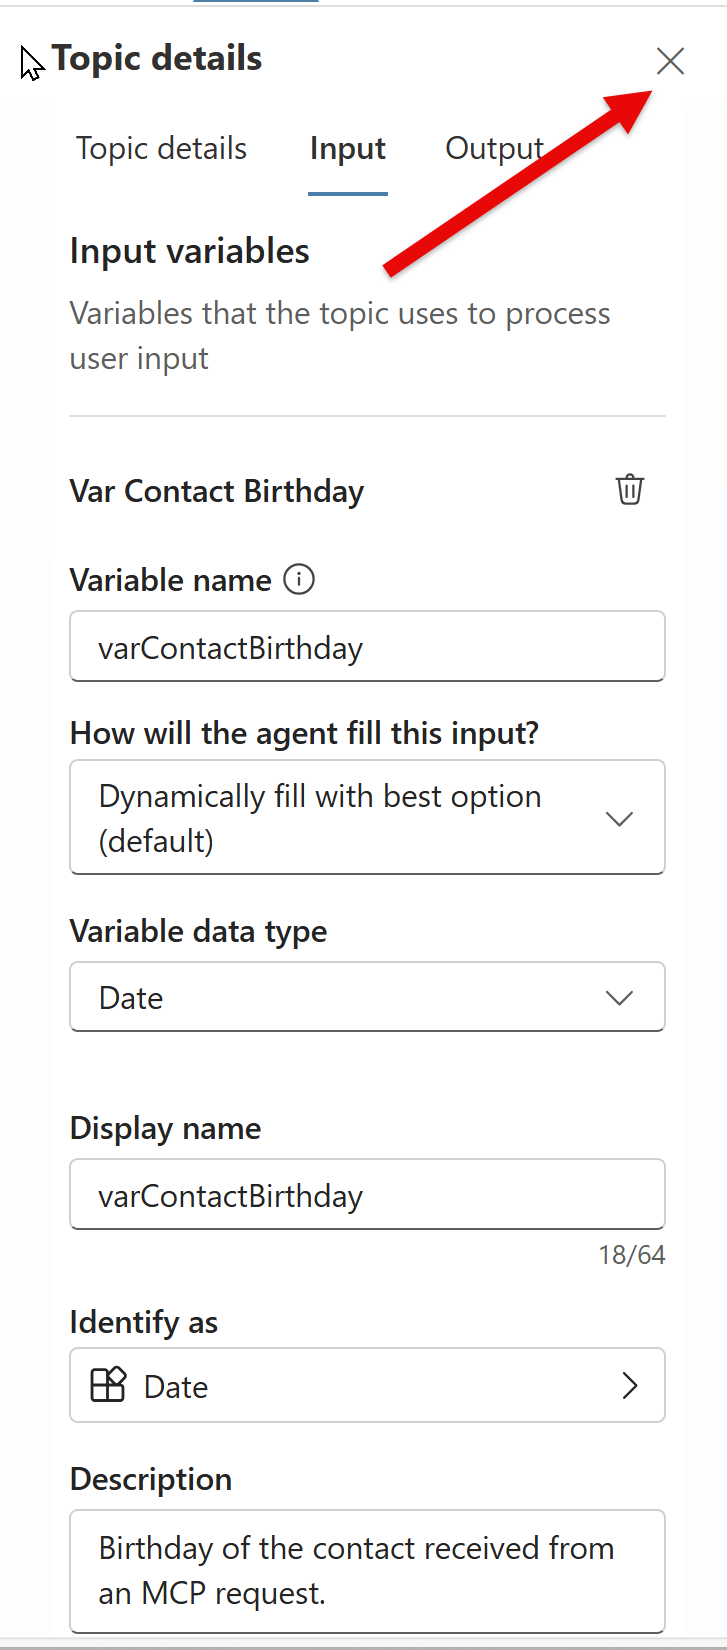 Topic details
Topic details Input Output
Input variables
Variables that the topic uses to process
user input
Var Contact Birthday
Variable name
varContactBirthday
How will the agent fill this input?
Dynamically fill with best option
(default)
Variable data type
Date
Display name
varContactBirthday
18/64
Identify as
Date
Description
Birthday of the contact received from
an MCP request.